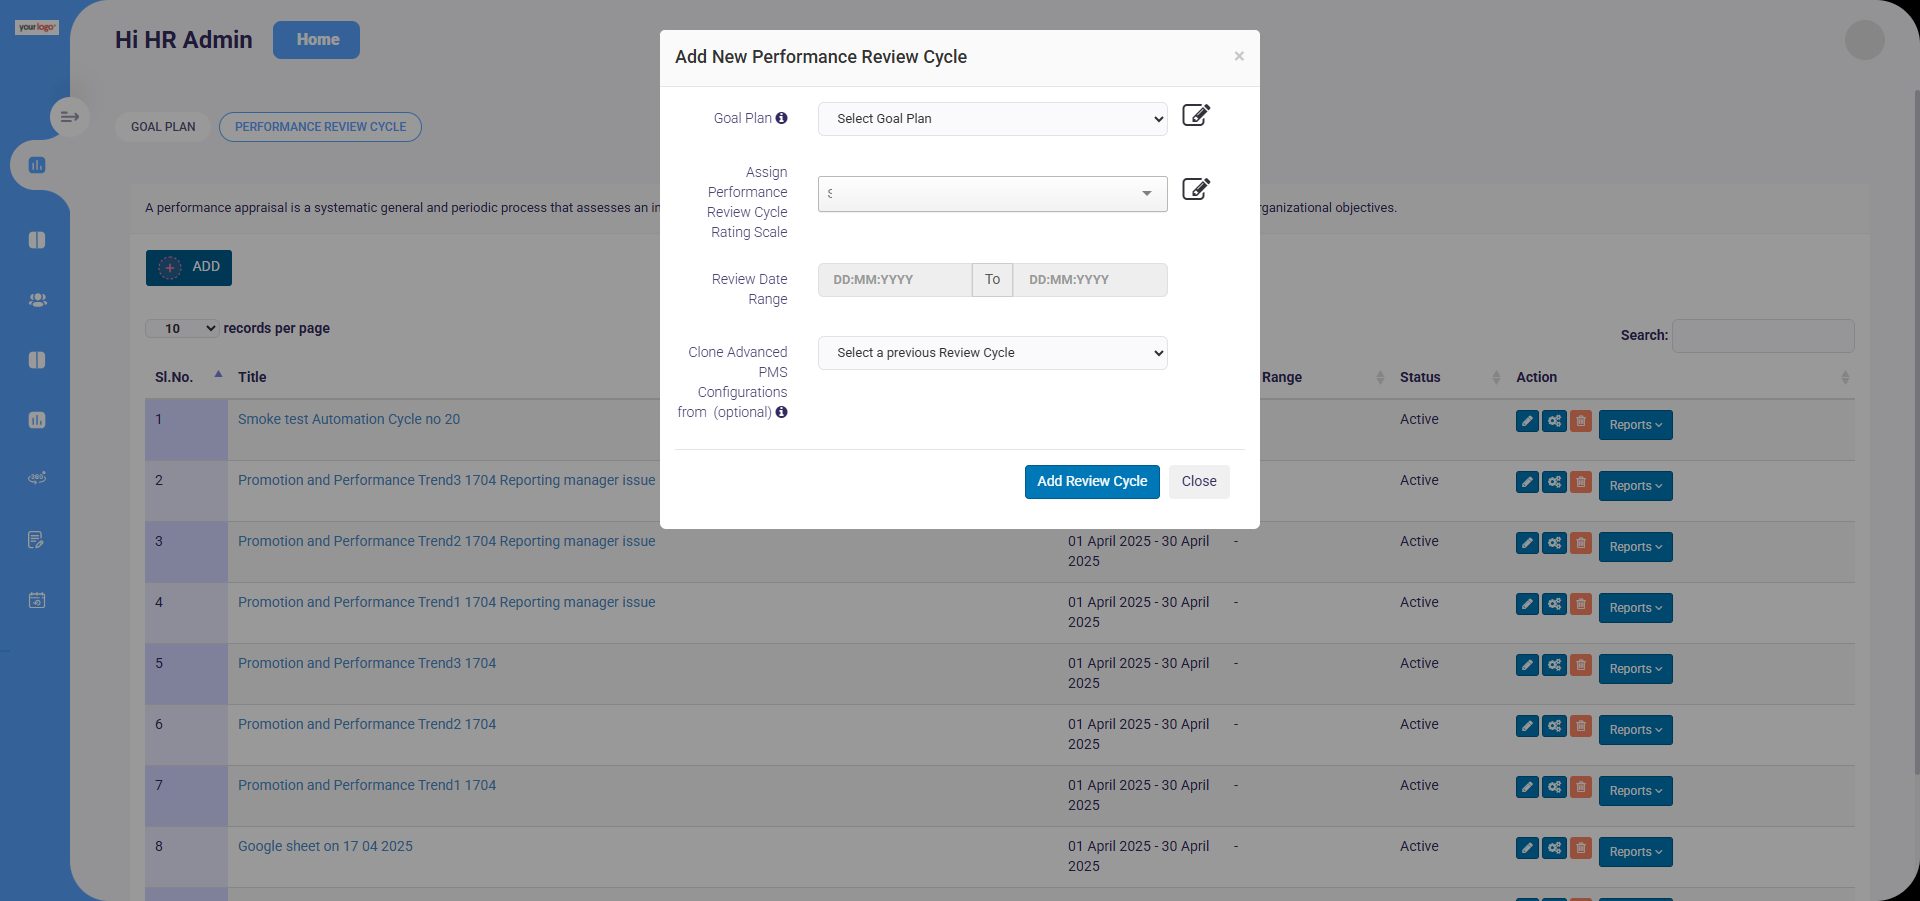 your logo
Hi HR Admin
Home
GOAL PLAN
PERFORMANCE REVIEW CYCLE
A performance appraisal is a systematic general and periodic process that assesses an in
rganizational objectives.
ADD
10 records per page
Search:
Sl.No. Title Range Status Action
1 Smoke test Automation Cycle no 20 Active Reports
2 Promotion and Performance Trend3 1704 Reporting manager issue Active Reports
3 Promotion and Performance Trend2 1704 Reporting manager issue 01 April 2025 - 30 April - Active Reports
2025
4 Promotion and Performance Trend1 1704 Reporting manager issue 01 April 2025 - 30 April - Active Reports
2025
5 Promotion and Performance Trend3 1704 01 April 2025 - 30 April - Active Reports
2025
6 Promotion and Performance Trend2 1704 01 April 2025 - 30 April - Active Reports
2025
7 Promotion and Performance Trend1 1704 01 April 2025 - 30 April - Active Reports
2025
8 Google sheet on 17 04 2025 01 April 2025 - 30 April - Active Reports
2025
Add New Performance Review Cycle
×
Goal Plan
Select Goal Plan
Assign
Performance
Review Cycle
Rating Scale
Review Date
Range
DD:MM:YYYY To DD:MM:YYYY
Clone Advanced
PMS
Configurations
from (optional)
Select a previous Review Cycle
Add Review Cycle
Close